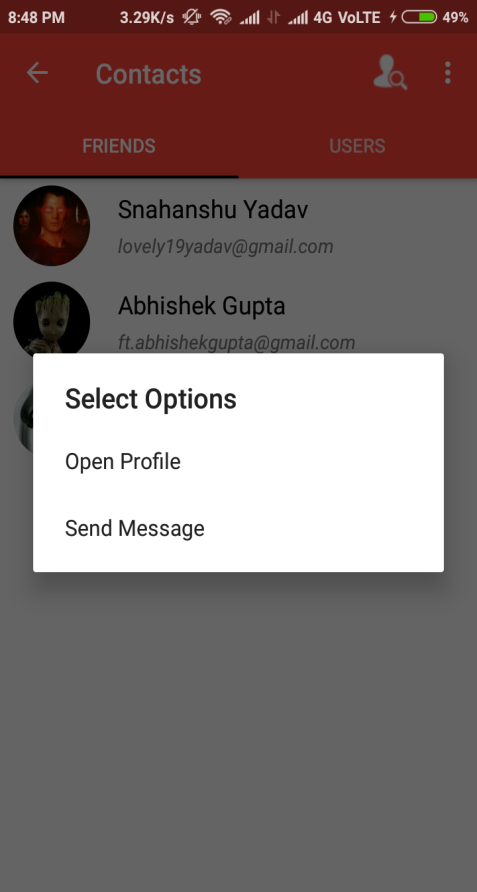 8:48 PM 3.29K/s 4G VoLTE 49%
Contacts
FRIENDS USERS
Snahanshu Yadav
lovely19yadav@gmail.com
Abhishek Gupta
ft.abhishekgupta@gmail.com
Select Options
Open Profile
Send Message